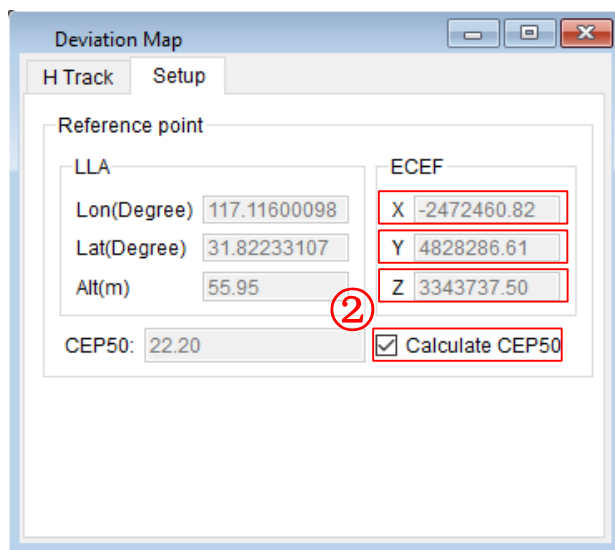 Deviation Map
H Track Setup
Reference point
LLA
Lon(Degree) 117.11600098
Lat(Degree) 31.82233107
Alt(m) 55.95
ECEF
X -2472460.82
Y 4828286.61
Z 3343737.50
②
CEP50: 22.20
Calculate CEP50